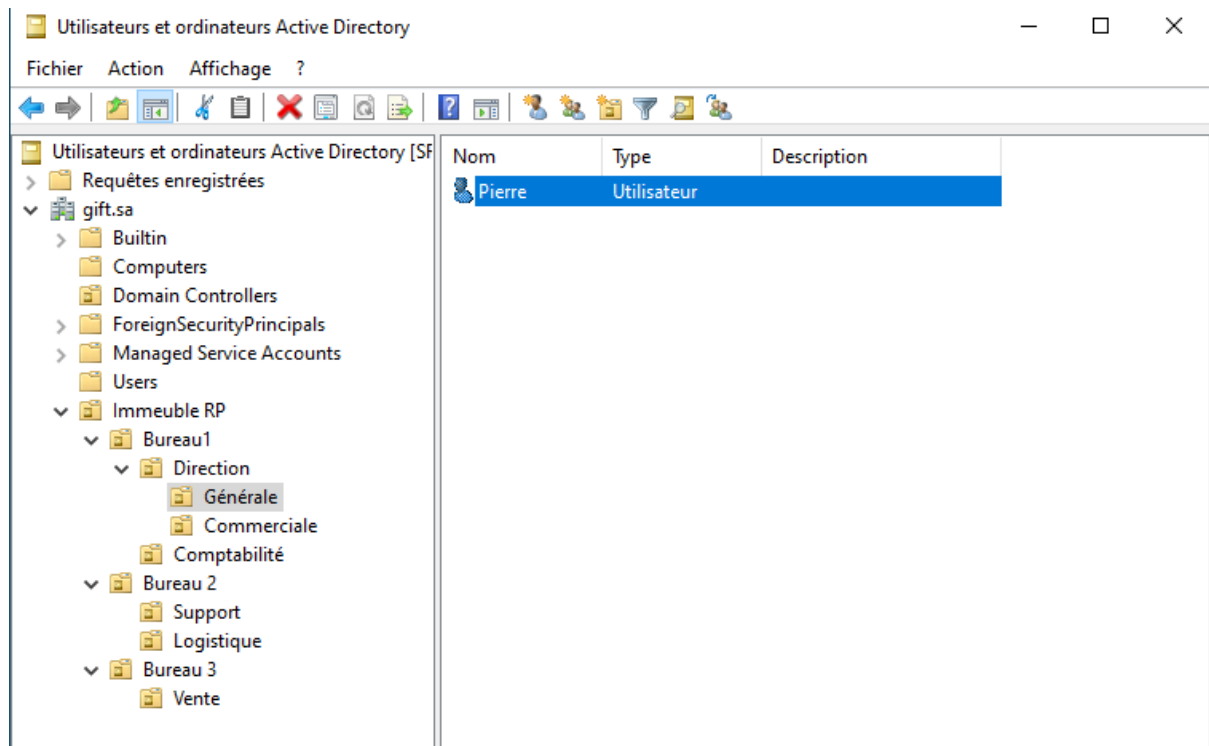 Utilisateurs et ordinateurs Active Directory
Fichier Action Affichage ?
Utilisateurs et ordinateurs Active Directory [SF
Requêtes enregistrées
gift.sa
Builtin
Computers
Domain Controllers
ForeignSecurityPrincipals
Managed Service Accounts
Users
Immeuble RP
Bureau1
Direction
Générale
Commerciale
Comptabilité
Bureau 2
Support
Logistique
Bureau 3
Vente
Nom Type Description
Pierre Utilisateur